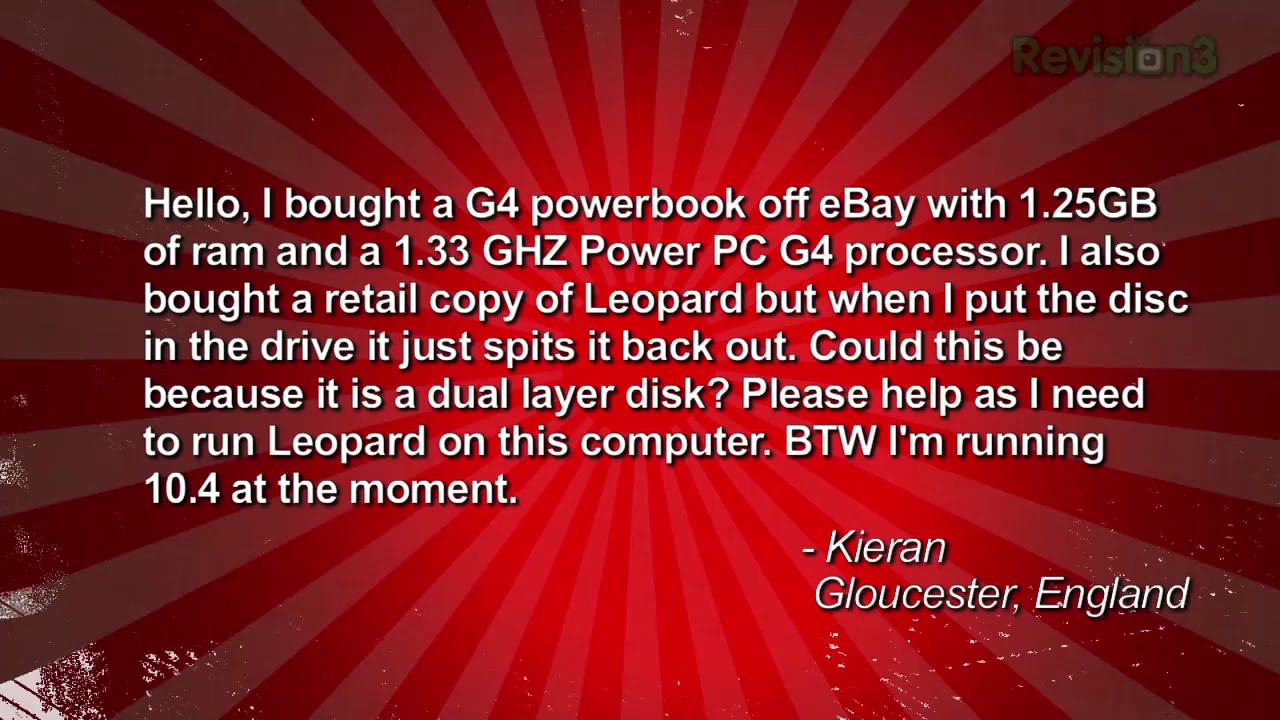 Revision3
Hello, I bought a G4 powerbook off eBay with 1.25GB
of ram and a 1.33 GHZ Power PC G4 processor. I also
bought a retail copy of Leopard but when I put the disc
in the drive it just spits it back out. Could this be
because it is a dual layer disk? Please help as I need
to run Leopard on this computer. BTW I'm running
10.4 at the moment.
- Kieran
Gloucester, England